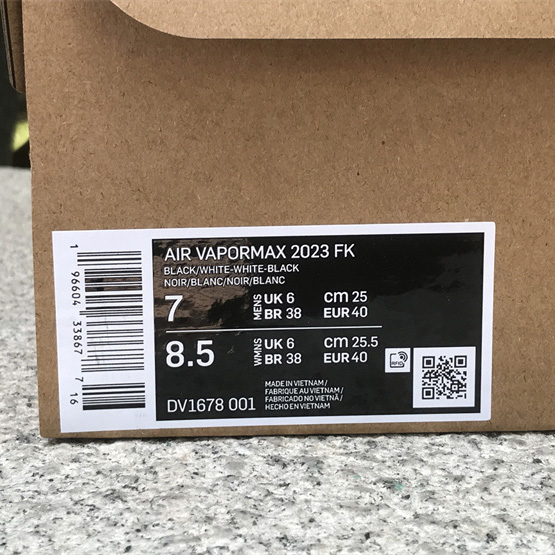 AIR VAPORMAX 2023 FK
BLACK/WHITE-WHITE-BLACK
NOIR/BLANC/NOIR/BLANC
7 MENS UK 6 cm 25
BR 38 EUR 40
8.5 WMNS UK 6 cm 25.5
BR 38 EUR 40
RFID
MADE IN VIETNAM /
FABRIQUE AU VIETNAM /
FABRICADO NO VIETNÃ /
HECHO EN VIETNAM
DV1678 001
1 96604 33867 7 16